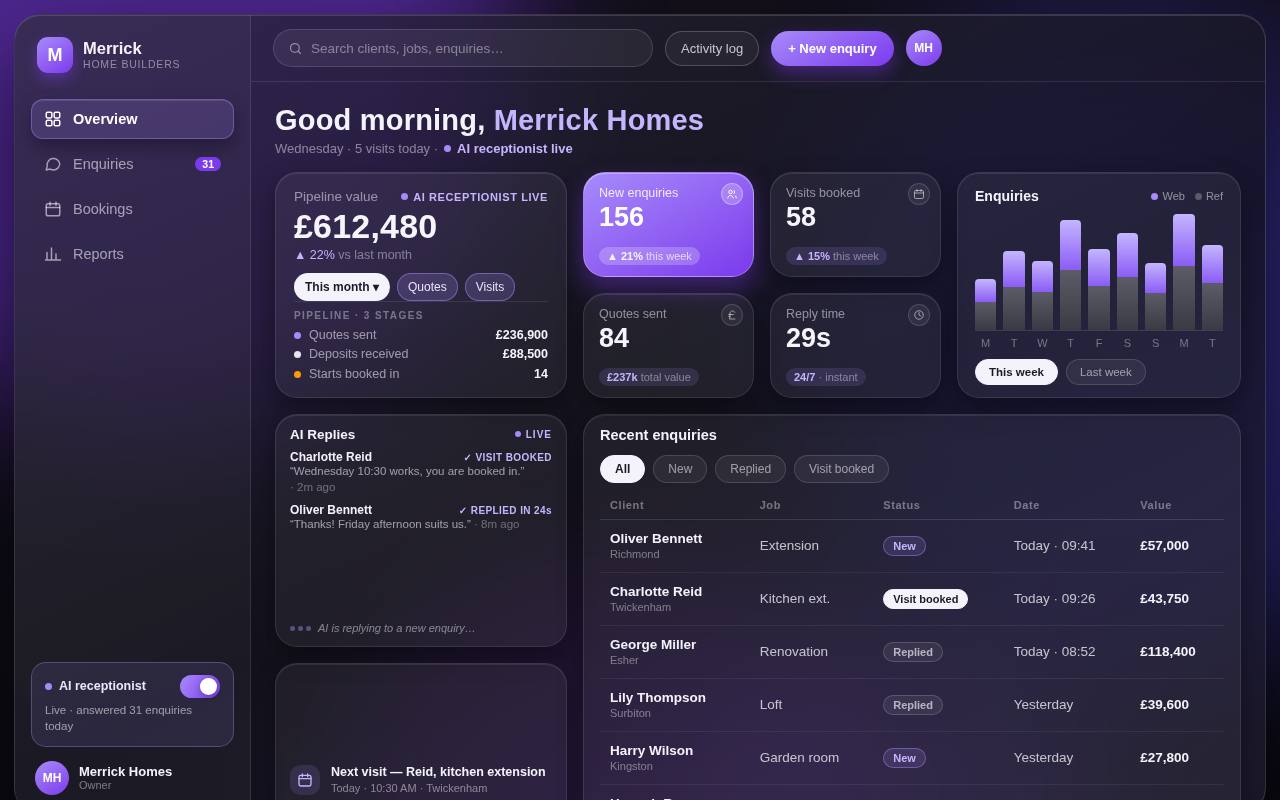 M
Merrick
HOME BUILDERS
Overview
Enquiries
31
Bookings
Reports
AI receptionist
Live · answered 31 enquiries
today
MH
Merrick Homes
Owner
Search clients, jobs, enquiries…
Activity log
+ New enquiry
MH
Good morning, Merrick Homes
Wednesday · 5 visits today · AI receptionist live
Pipeline value
AI RECEPTIONIST LIVE
£612,480
▲ 22% vs last month
This month ▾
Quotes
Visits
PIPELINE · 3 STAGES
Quotes sent £236,900
Deposits received £88,500
Starts booked in 14
New enquiries
156
▲ 21% this week
Visits booked
58
▲ 15% this week
Quotes sent
£
84
£237k total value
Reply time
29s
24/7 · instant
Enquiries
Web
Ref
M T W T F S S M T
This week
Last week
AI Replies
LIVE
Charlotte Reid ✓ VISIT BOOKED
“Wednesday 10:30 works, you are booked in.”
· 2m ago
Oliver Bennett ✓ REPLIED IN 24s
“Thanks! Friday afternoon suits us.” · 8m ago
AI is replying to a new enquiry…
Next visit — Reid, kitchen extension
Today · 10:30 AM · Twickenham
Recent enquiries
All
New
Replied
Visit booked
Client Job Status Date Value
Oliver Bennett
Richmond
Extension New Today · 09:41 £57,000
Charlotte Reid
Twickenham
Kitchen ext. Visit booked Today · 09:26 £43,750
George Miller
Esher
Renovation Replied Today · 08:52 £118,400
Lily Thompson
Surbiton
Loft Replied Yesterday £39,600
Harry Wilson
Kingston
Garden room New Yesterday £27,800